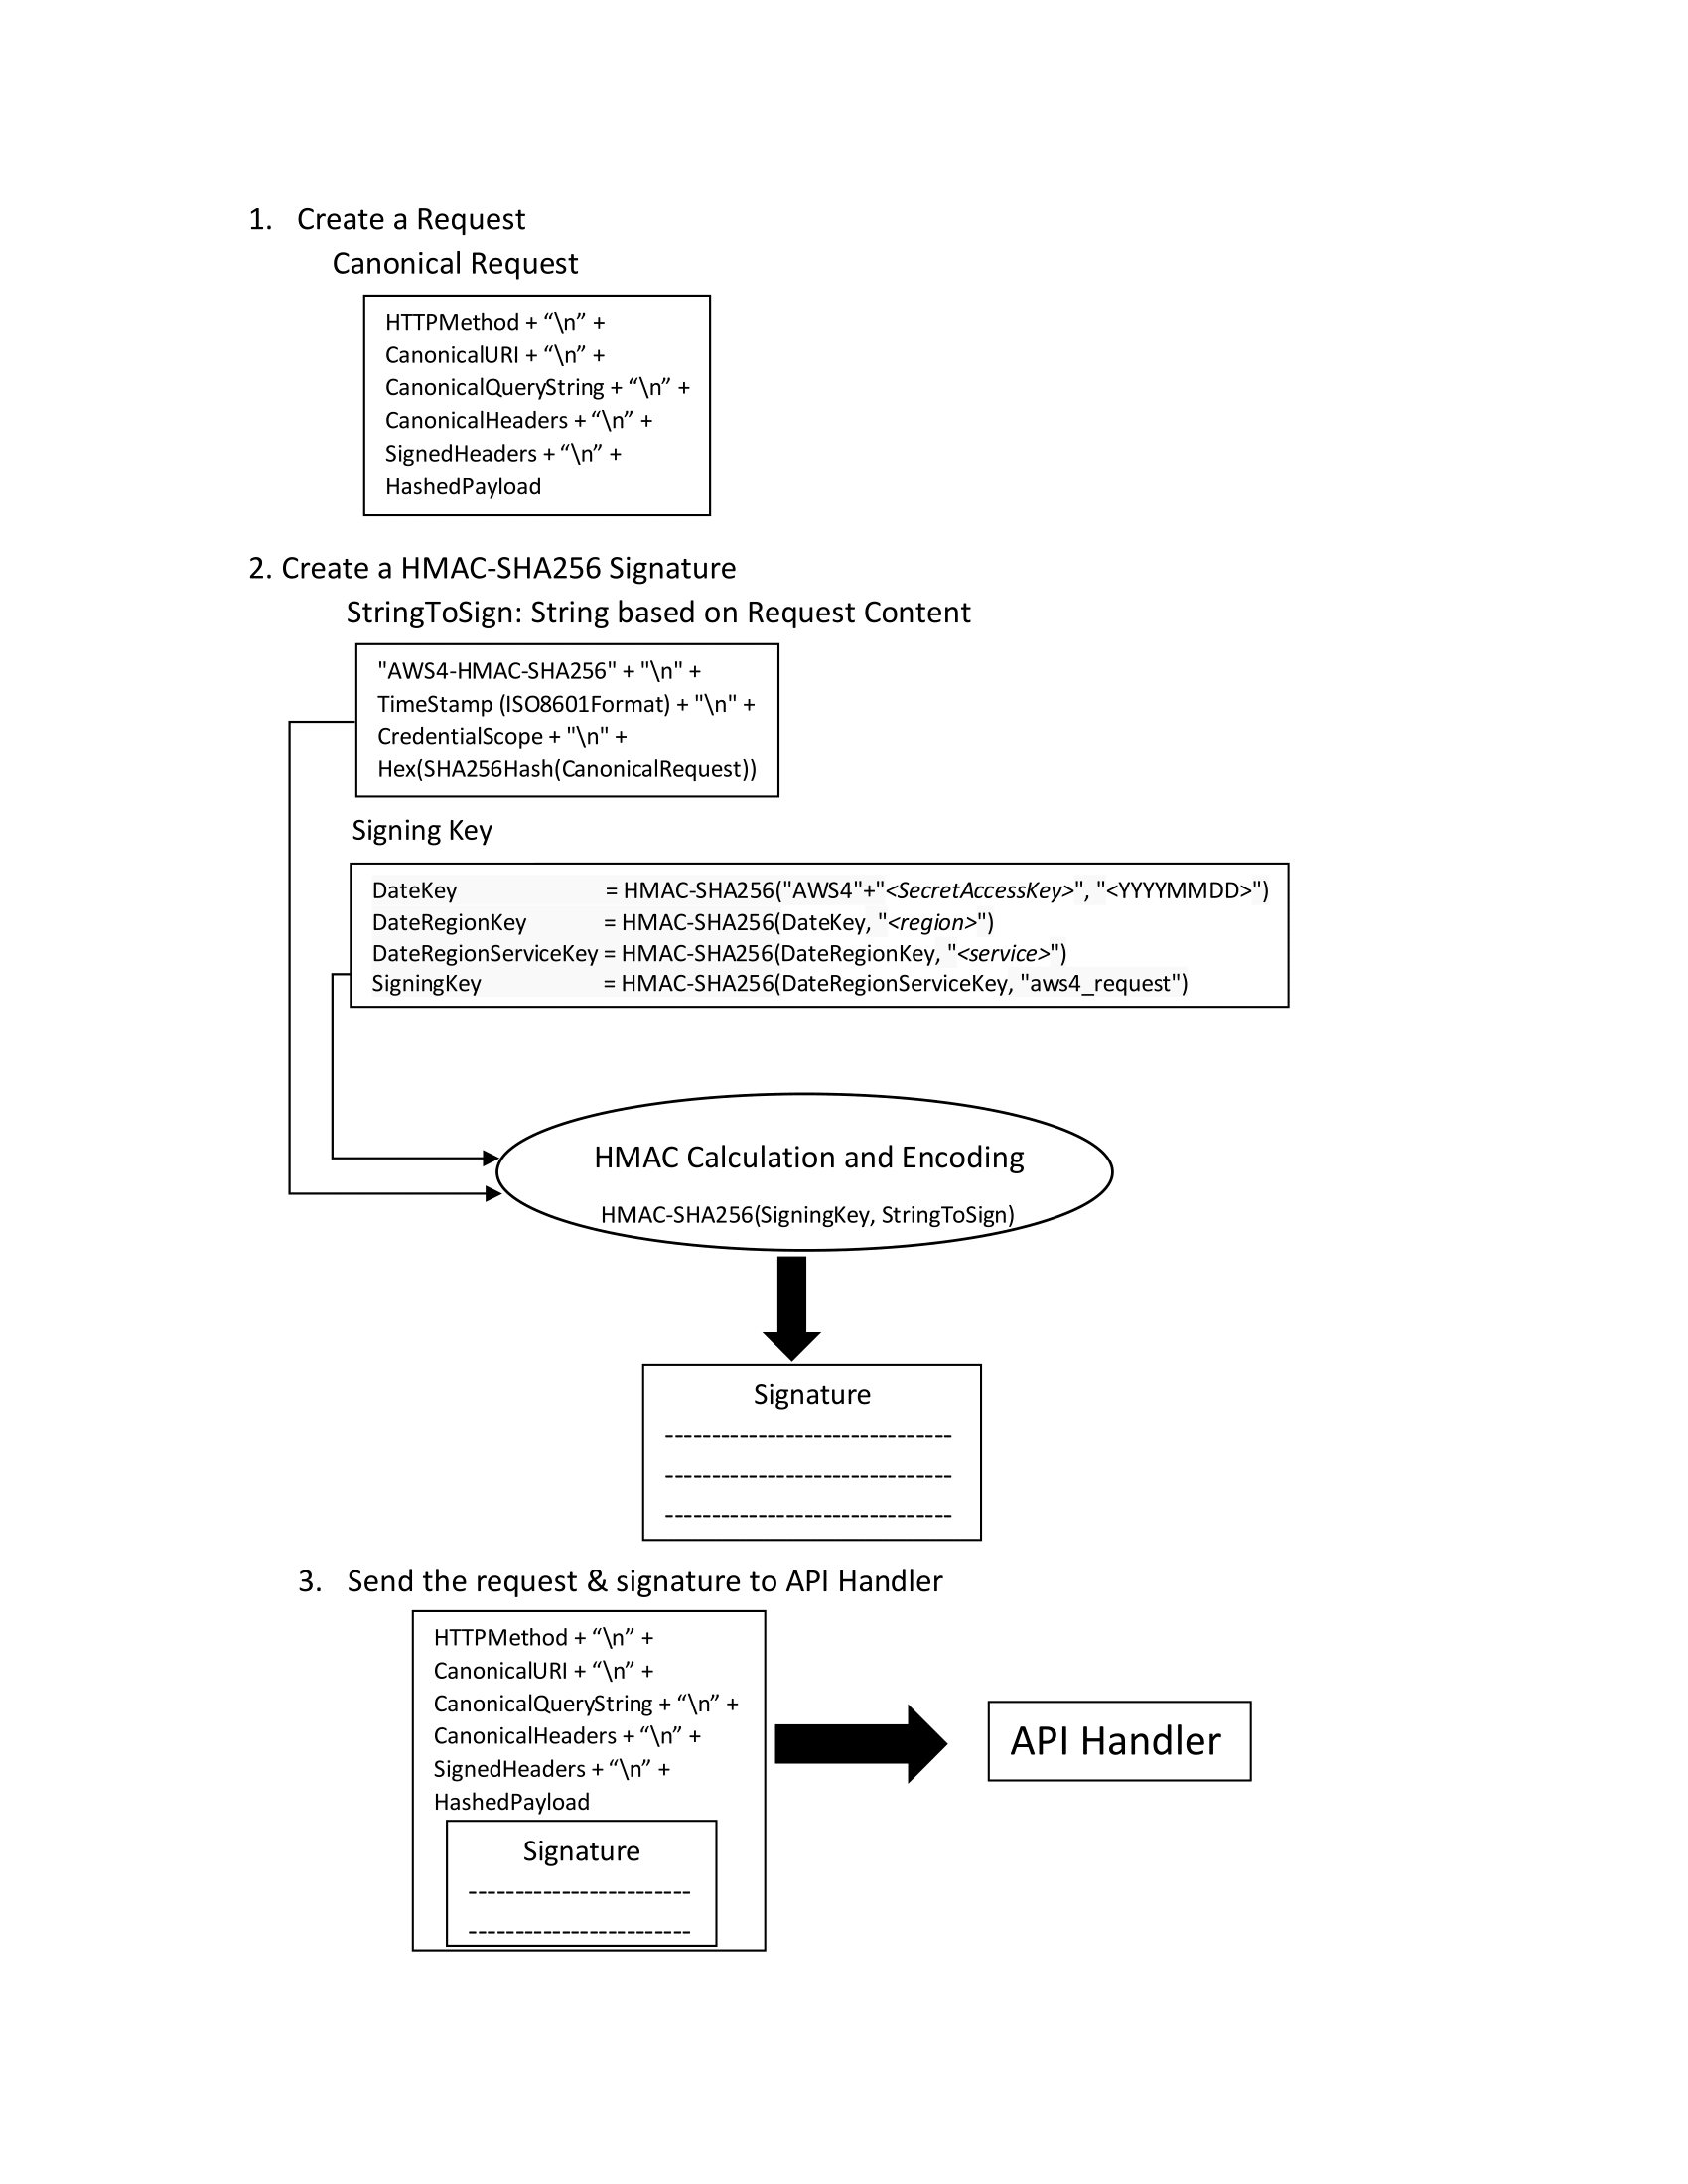 1. Create a Request
Canonical Request
HTTPMethod + “\n” +
CanonicalURI + “\n” +
CanonicalQueryString + “\n” +
CanonicalHeaders + “\n” +
SignedHeaders + “\n” +
HashedPayload
2. Create a HMAC-SHA256 Signature
StringToSign: String based on Request Content
"AWS4-HMAC-SHA256" + "\n" +
TimeStamp (ISO8601Format) + "\n" +
CredentialScope + "\n" +
Hex(SHA256Hash(CanonicalRequest))
Signing Key
DateKey = HMAC-SHA256("AWS4"+"<SecretAccessKey>", "<YYYYMMDD>")
DateRegionKey = HMAC-SHA256(DateKey, "<region>")
DateRegionServiceKey = HMAC-SHA256(DateRegionKey, "<service>")
SigningKey = HMAC-SHA256(DateRegionServiceKey, "aws4_request")
HMAC Calculation and Encoding
HMAC-SHA256(SigningKey, StringToSign)
Signature
-------------------------------
-------------------------------
-------------------------------
3. Send the request & signature to API Handler
HTTPMethod + “\n” +
CanonicalURI + “\n” +
CanonicalQueryString + “\n” +
CanonicalHeaders + “\n” +
SignedHeaders + “\n” +
HashedPayload
Signature
------------------------
------------------------
API Handler